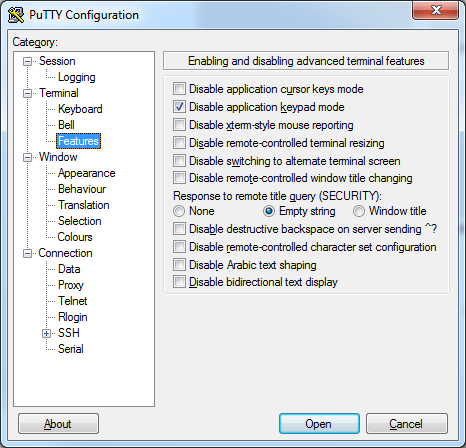 PuTTY Configuration
Category:
Session
Logging
Terminal
Keyboard
Bell
Features
Window
Appearance
Behaviour
Translation
Selection
Colours
Connection
Data
Proxy
Telnet
Rlogin
SSH
Serial
Enabling and disabling advanced terminal features
Disable application cursor keys mode
Disable application keypad mode
Disable xterm-style mouse reporting
Disable remote-controlled terminal resizing
Disable switching to alternate terminal screen
Disable remote-controlled window title changing
Response to remote title query (SECURITY):
None Empty string Window title
Disable destructive backspace on server sending ^?
Disable remote-controlled character set configuration
Disable Arabic text shaping
Disable bidirectional text display
About Open Cancel